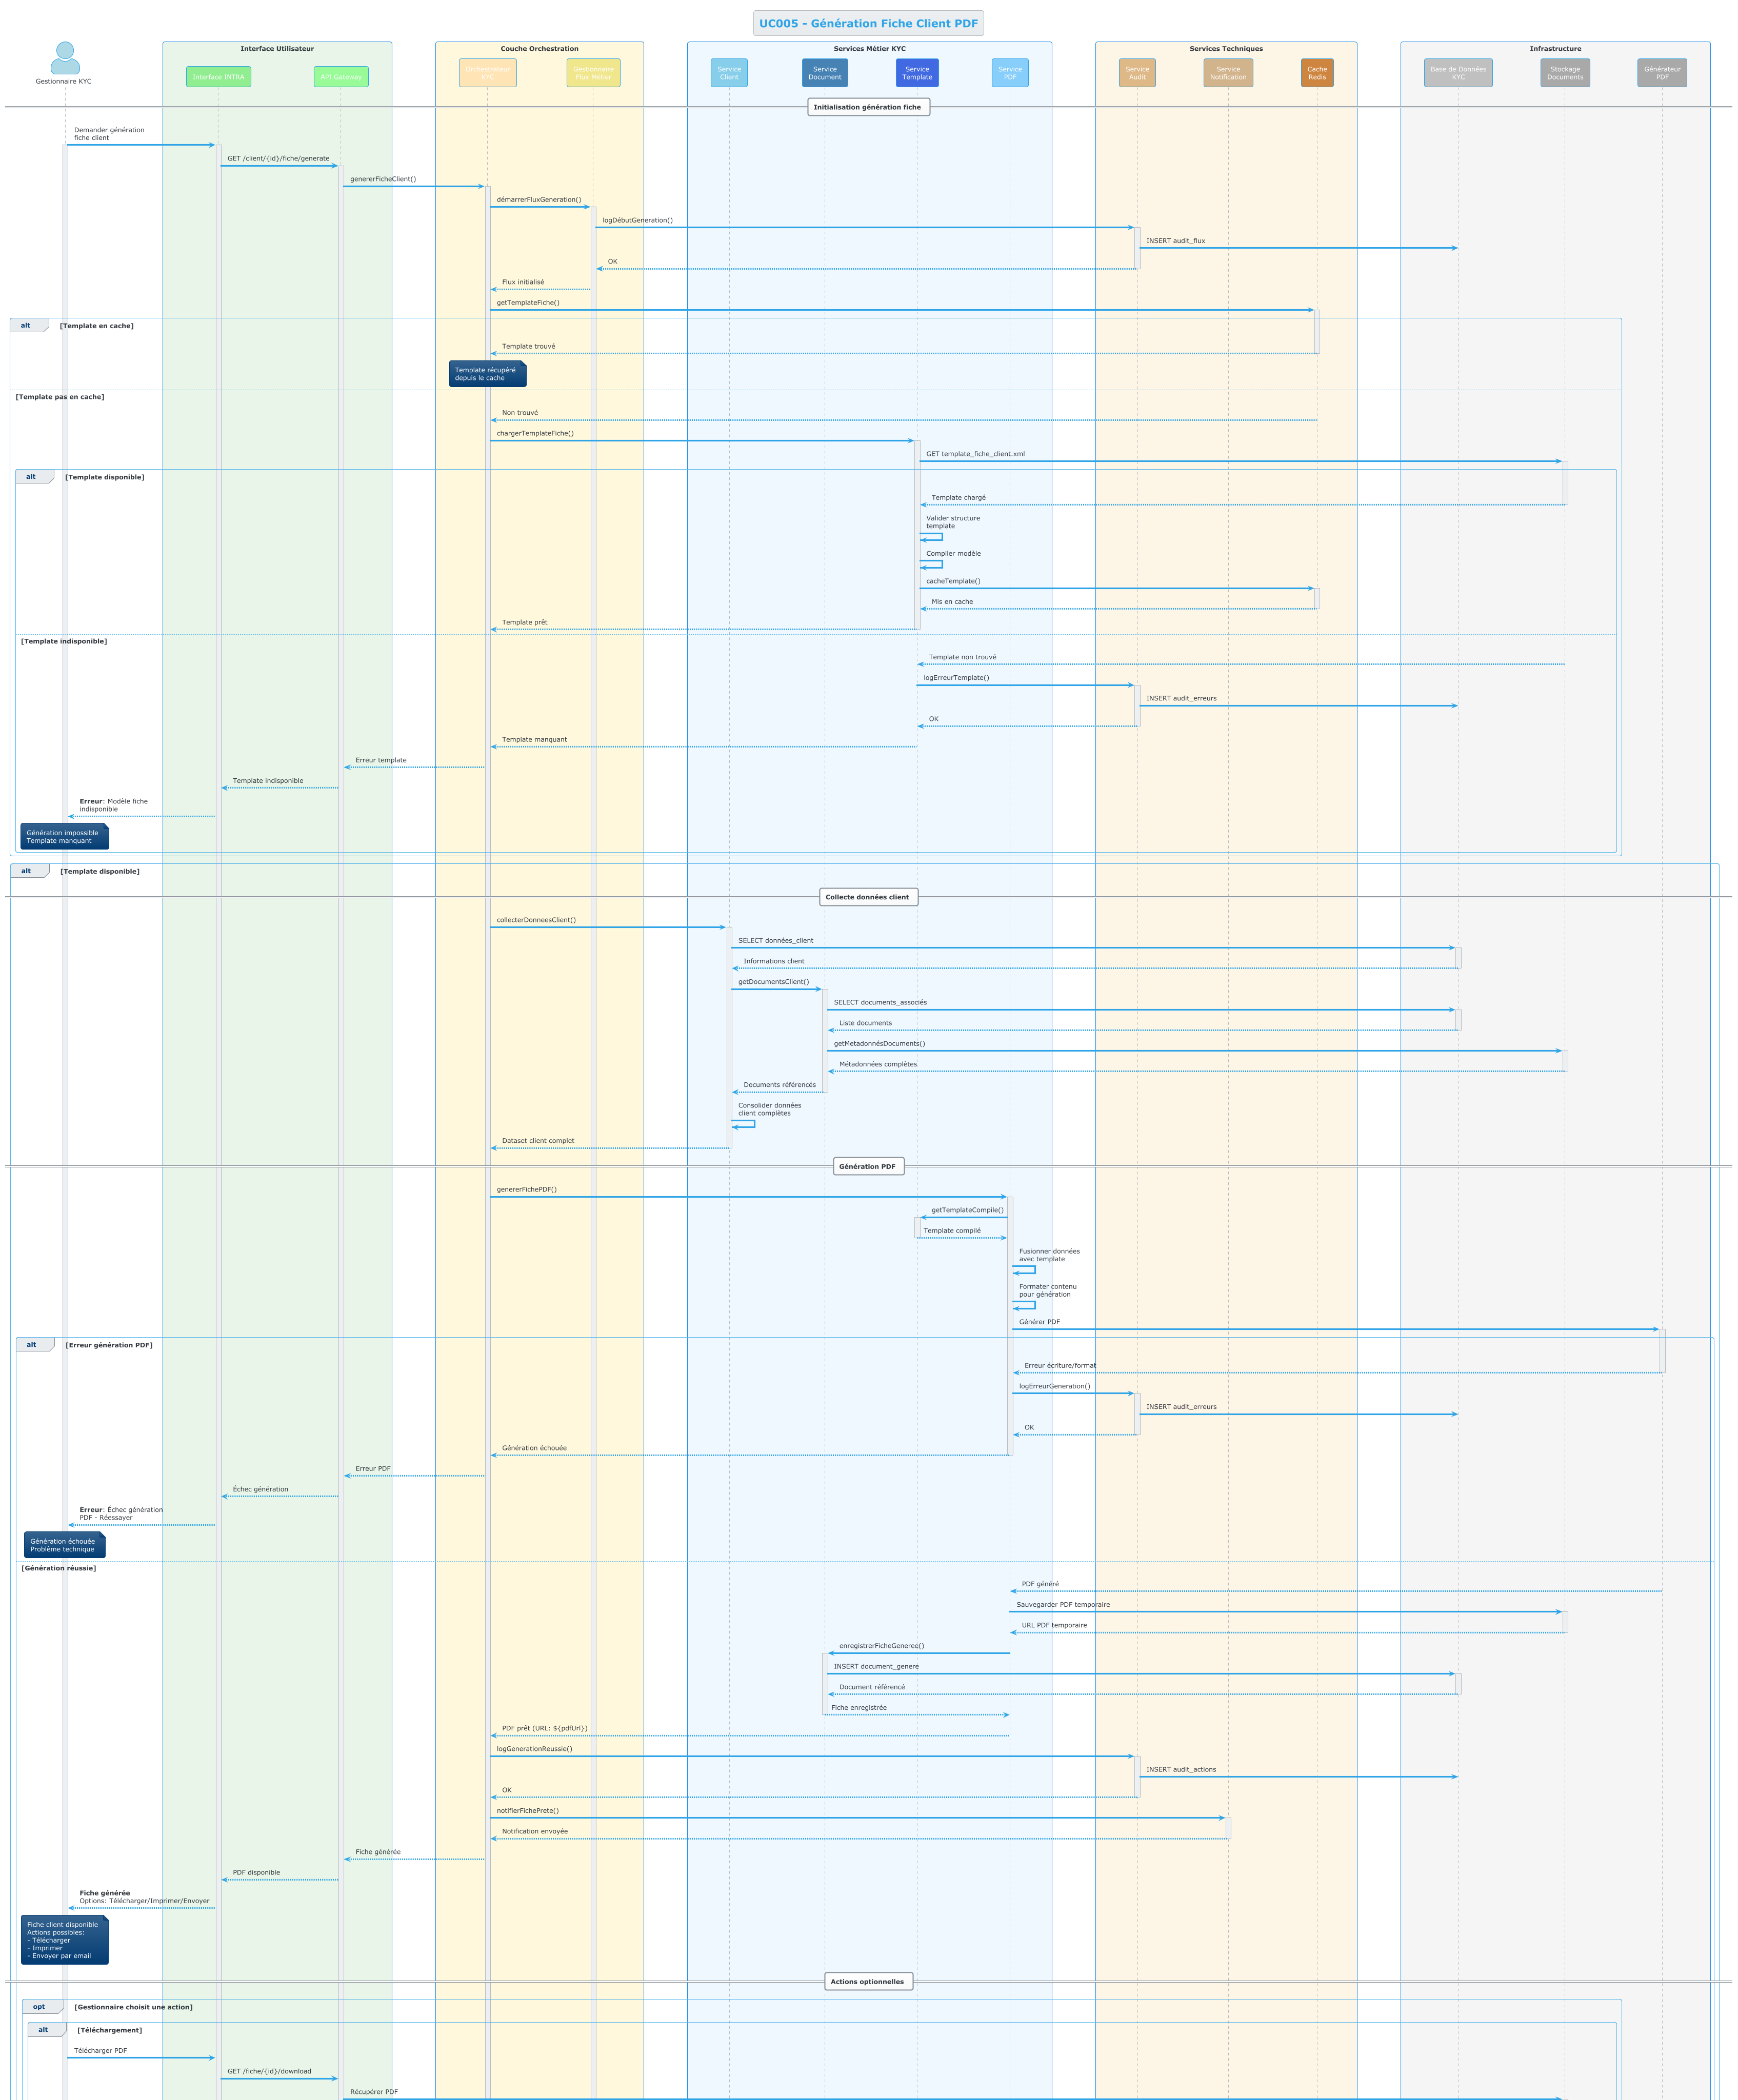 UC005 - Génération Fiche Client PDF
Interface Utilisateur
Couche Orchestration
Services Métier KYC
Services Techniques
Infrastructure
Gestionnaire KYC
Interface INTRA
API Gateway
Orchestrateur
KYC
Gestionnaire
Flux Métier
Service
Client
Service
Document
Service
Template
Service
PDF
Service
Audit
Service
Notification
Cache
Redis
Base de Données
KYC
Stockage
Documents
Générateur
PDF
Initialisation génération fiche
Demander génération
fiche client
GET /client/{id}/fiche/generate
genererFicheClient()
démarrerFluxGeneration()
logDébutGeneration()
INSERT audit_flux
OK
Flux initialisé
getTemplateFiche()
alt [Template en cache]
Template trouvé
Template récupéré
depuis le cache
[Template pas en cache]
Non trouvé
chargerTemplateFiche()
GET template_fiche_client.xml
alt [Template disponible]
Template chargé
Valider structure
template
Compiler modèle
cacheTemplate()
Mis en cache
Template prêt
[Template indisponible]
Template non trouvé
logErreurTemplate()
INSERT audit_erreurs
OK
Template manquant
Erreur template
Template indisponible
Erreur: Modèle fiche
indisponible
Génération impossible
Template manquant
alt [Template disponible]
Collecte données client
collecterDonneesClient()
SELECT données_client
Informations client
getDocumentsClient()
SELECT documents_associés
Liste documents
getMetadonnésDocuments()
Métadonnées complètes
Documents référencés
Consolider données
client complètes
Dataset client complet
Génération PDF
genererFichePDF()
getTemplateCompile()
Template compilé
Fusionner données
avec template
Formater contenu
pour génération
Générer PDF
alt [Erreur génération PDF]
Erreur écriture/format
logErreurGeneration()
INSERT audit_erreurs
OK
Génération échouée
Erreur PDF
Échec génération
Erreur: Échec génération
PDF - Réessayer
Génération échouée
Problème technique
[Génération réussie]
PDF généré
Sauvegarder PDF temporaire
URL PDF temporaire
enregistrerFicheGeneree()
INSERT document_genere
Document référencé
Fiche enregistrée
PDF prêt (URL: ${pdfUrl})
logGenerationReussie()
INSERT audit_actions
OK
notifierFichePrete()
Notification envoyée
Fiche générée
PDF disponible
Fiche générée
Options: Télécharger/Imprimer/Envoyer
Fiche client disponible
Actions possibles:
- Télécharger
- Imprimer
- Envoyer par email
Actions optionnelles
opt [Gestionnaire choisit une action]
alt [Téléchargement]
Télécharger PDF
GET /fiche/{id}/download
Récupérer PDF